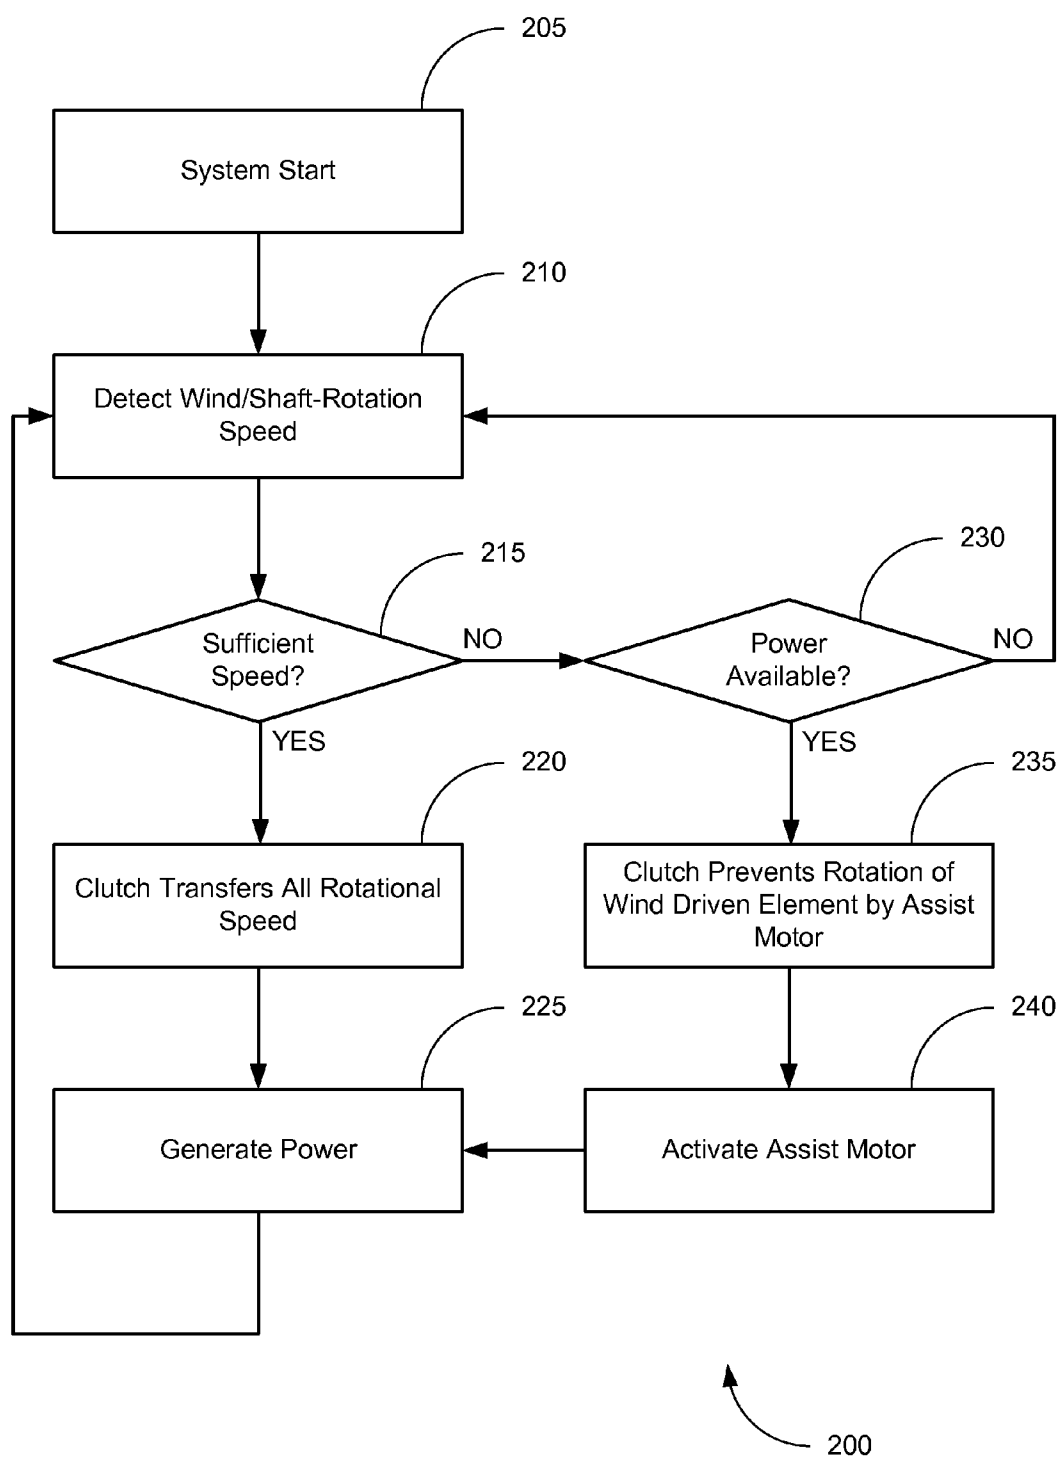 205
System Start
210
Detect Wind/Shaft-Rotation
Speed
215
230
Sufficient
Speed?
NO
Power
Available?
NO
YES
YES
220
235
Clutch Transfers All Rotational
Speed
Clutch Prevents Rotation of
Wind Driven Element by Assist
Motor
225
240
Generate Power
Activate Assist Motor
200